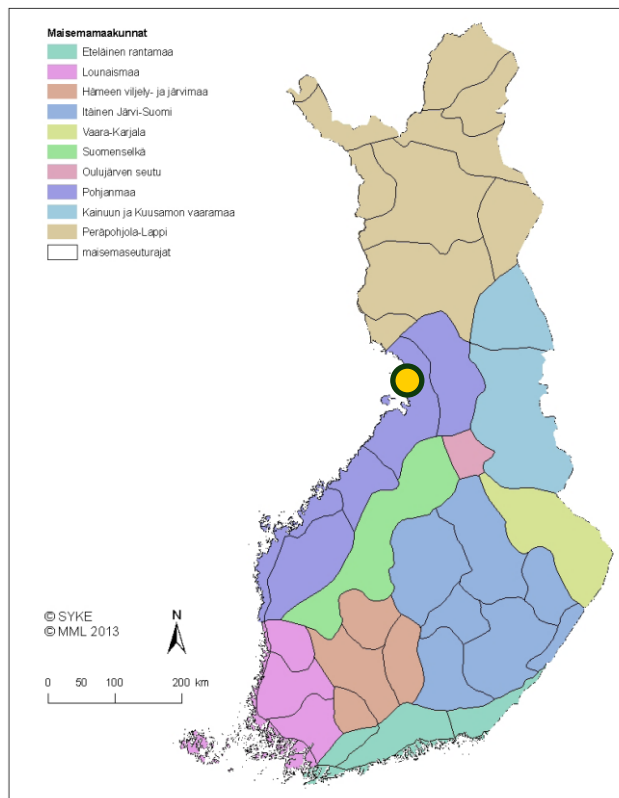 Maisemamaakunnat
Eteläinen rantamaa
Lounaismaa
Hämeen viljely- ja järvimaa
Itäinen Järvi-Suomi
Vaara-Karjala
Suomenselkä
Oulujärven seutu
Pohjanmaa
Kainuun ja Kuusamon vaaramaa
Peräpohjola-Lappi
maisemaseuturajat
© SYKE
© MML 2013
N
0 50 100 200 km